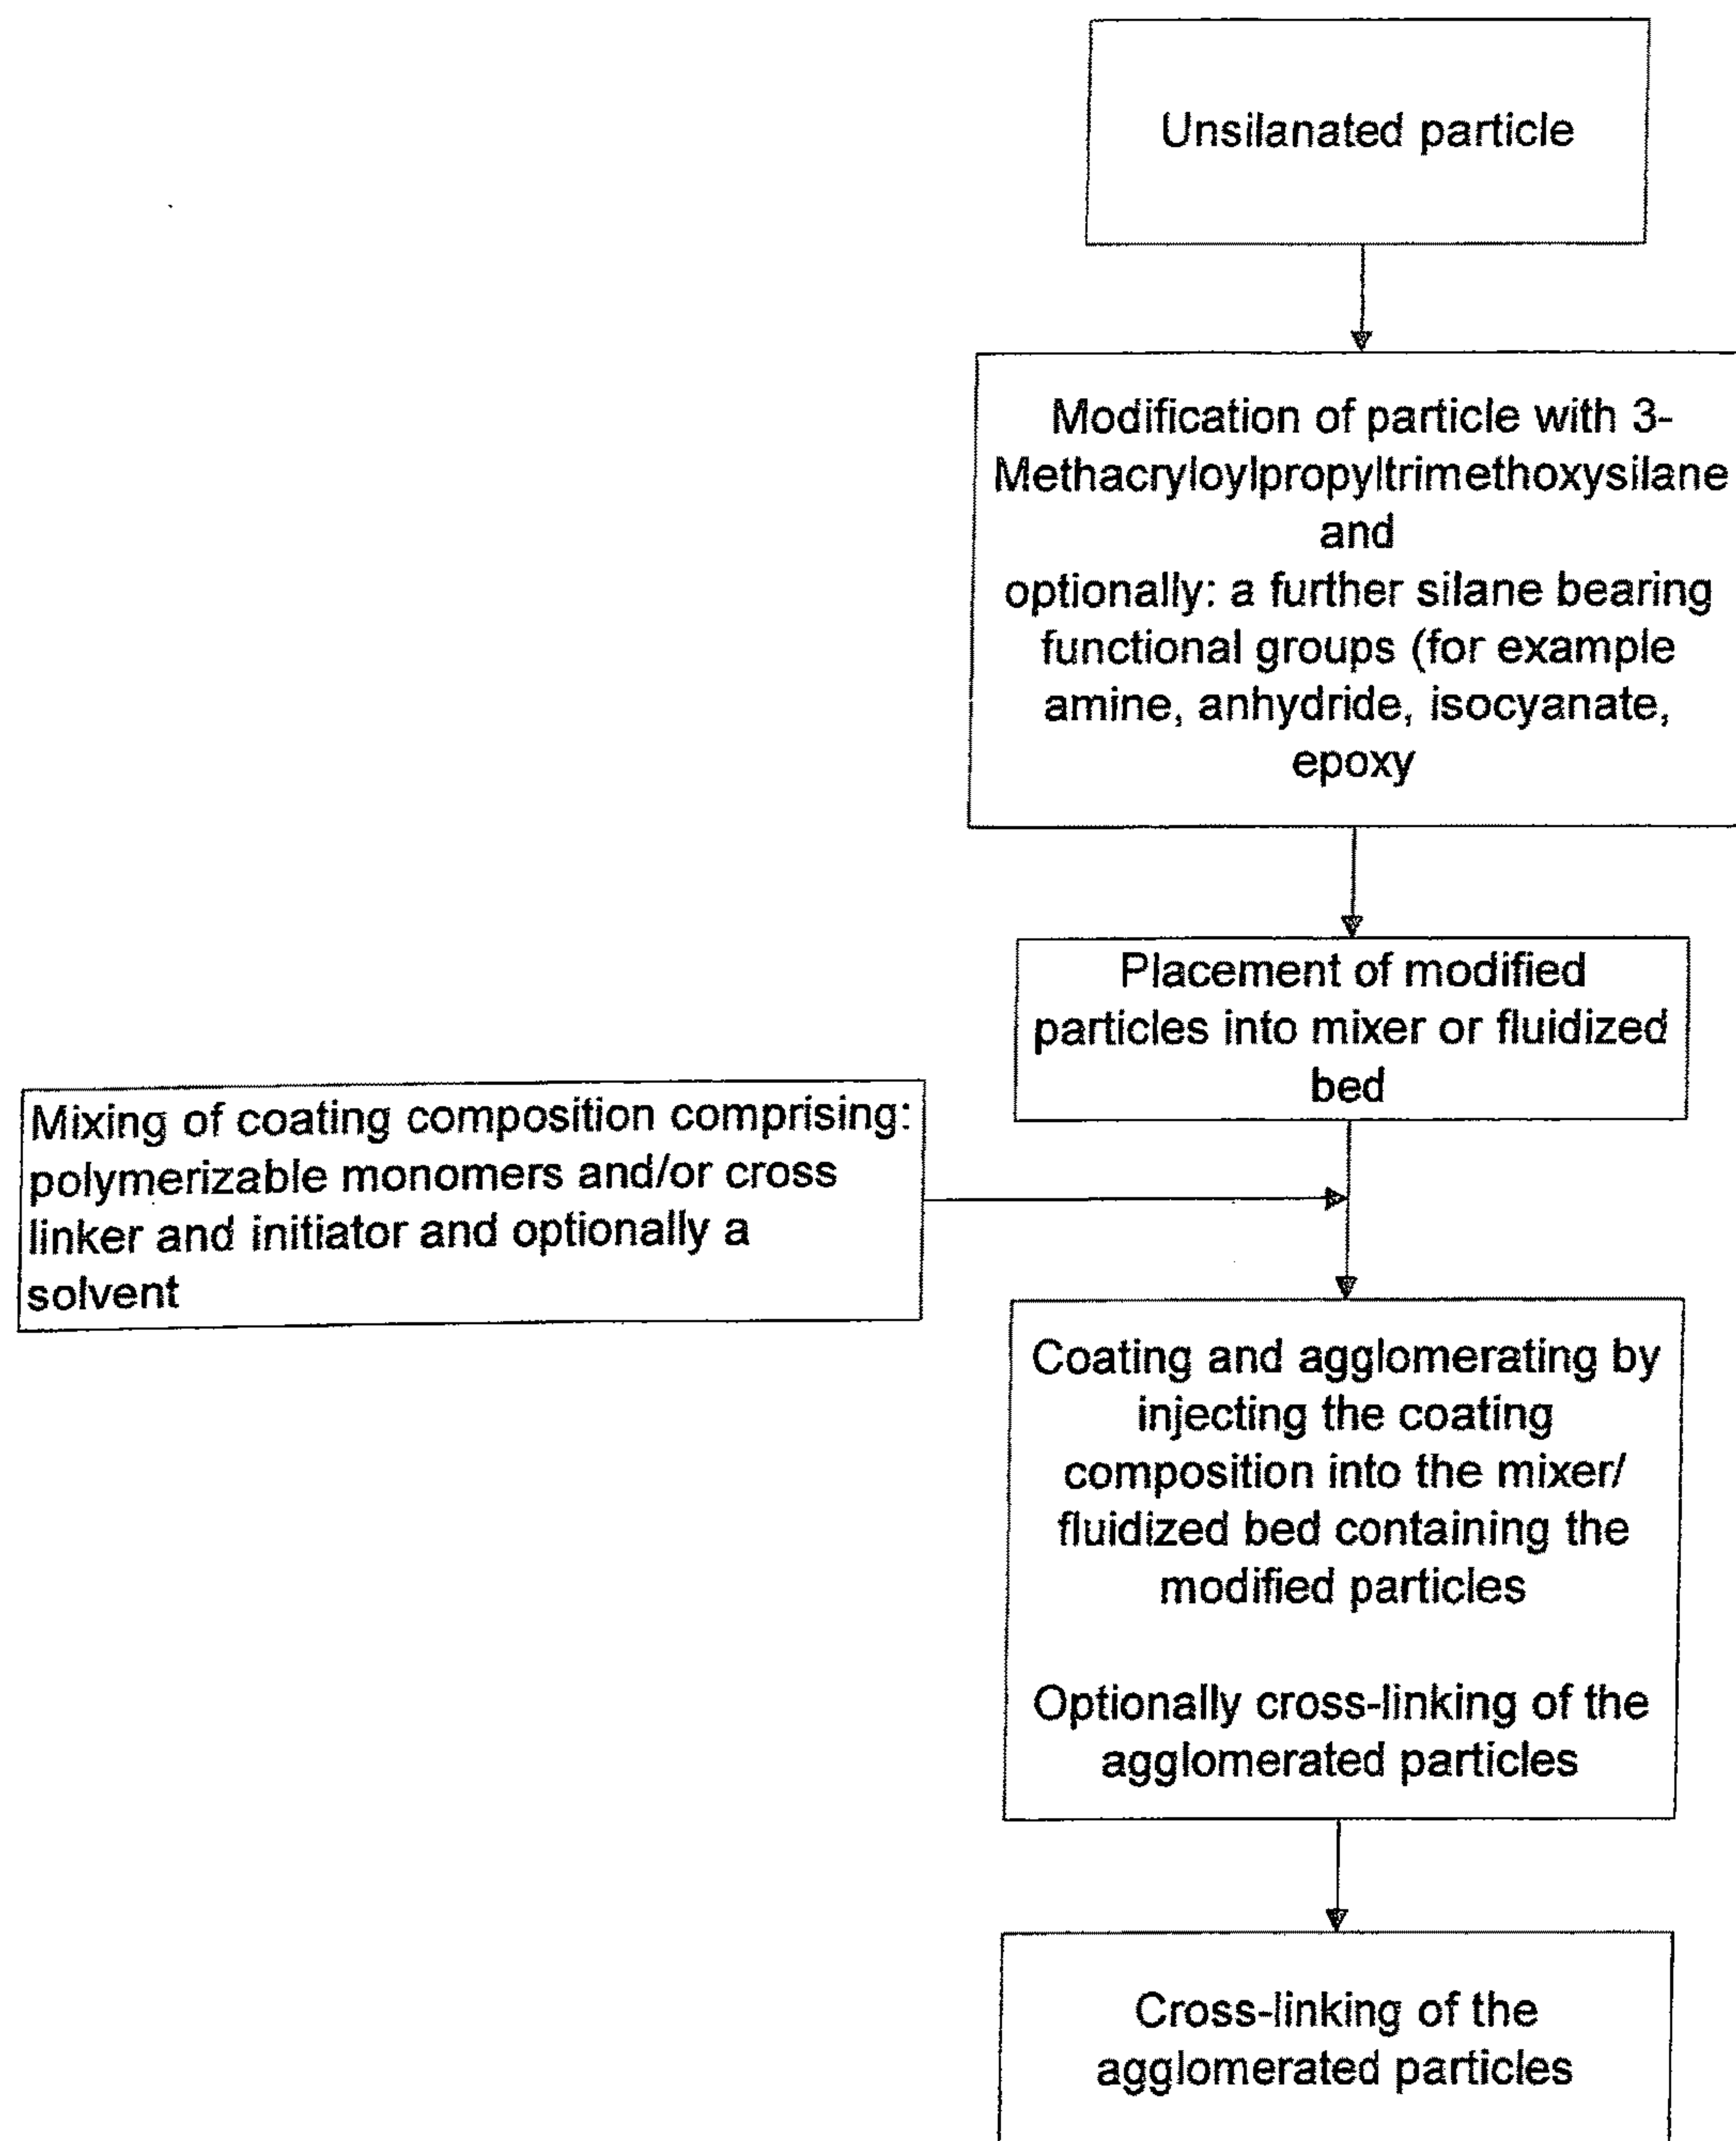 Unsilanated particle
Modification of particle with 3-
Methacryloylpropyltrimethoxysilane
and
optionally: a further silane bearing
functional groups (for example
amine, anhydride, isocyanate,
epoxy
Placement of modified
particles into mixer or fluidized
bed
Mixing of coating composition comprising:
polymerizable monomers and/or cross
linker and initiator and optionally a
solvent
Coating and agglomerating by
injecting the coating
composition into the mixer/
fluidized bed containing the
modified particles
Optionally cross-linking of the
agglomerated particles
Cross-linking of the
agglomerated particles